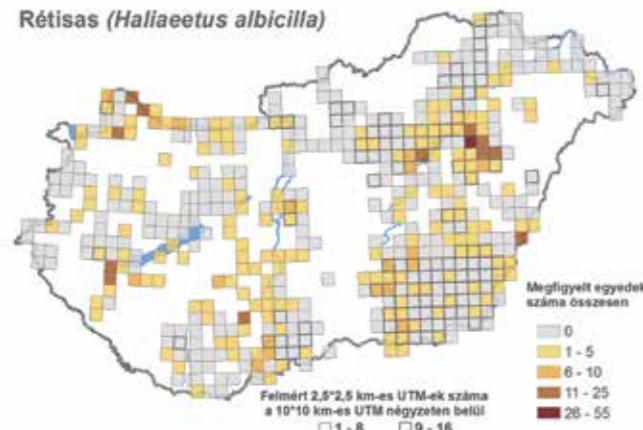 Rétisas (Haliaeetus albicilla)
Megfigyelt egyedek
száma összesen
0
1 - 5
6 - 10
11 - 25
26 - 55
Felmért 2,5*2,5 km-es UTM-ek száma
a 10*10 km-es UTM négyzeten belül
1 - 8 9 - 16